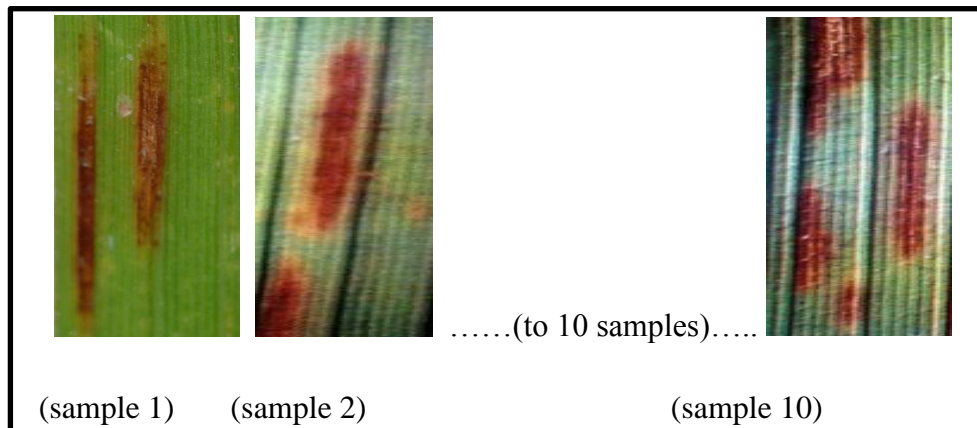 ……(to 10 samples)…..
(sample 1) (sample 2) (sample 10)